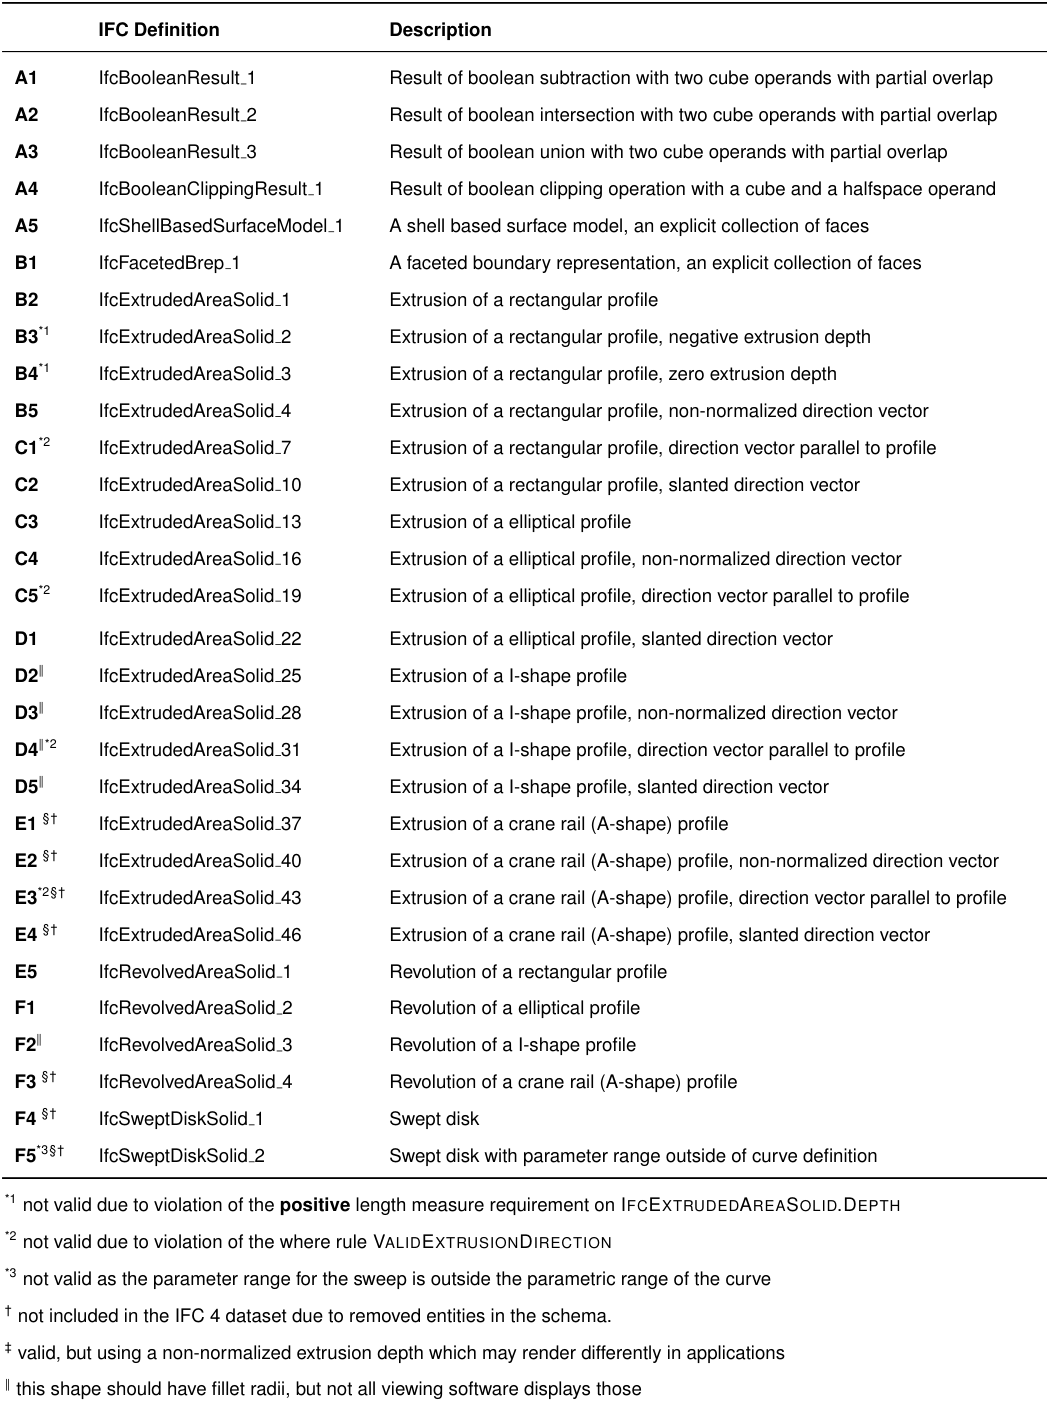 IFC Definition Description
A1 IfcBooleanResult_1 Result of boolean subtraction with two cube operands with partial overlap
A2 IfcBooleanResult_2 Result of boolean intersection with two cube operands with partial overlap
A3 IfcBooleanResult_3 Result of boolean union with two cube operands with partial overlap
A4 IfcBooleanClippingResult_1 Result of boolean clipping operation with a cube and a halfspace operand
A5 IfcShellBasedSurfaceModel_1 A shell based surface model, an explicit collection of faces
B1 IfcFacetedBrep_1 A faceted boundary representation, an explicit collection of faces
B2 IfcExtrudedAreaSolid_1 Extrusion of a rectangular profile
B3*1 IfcExtrudedAreaSolid_2 Extrusion of a rectangular profile, negative extrusion depth
B4*1 IfcExtrudedAreaSolid_3 Extrusion of a rectangular profile, zero extrusion depth
B5 IfcExtrudedAreaSolid_4 Extrusion of a rectangular profile, non-normalized direction vector
C1*2 IfcExtrudedAreaSolid_7 Extrusion of a rectangular profile, direction vector parallel to profile
C2 IfcExtrudedAreaSolid_10 Extrusion of a rectangular profile, slanted direction vector
C3 IfcExtrudedAreaSolid_13 Extrusion of a elliptical profile
C4 IfcExtrudedAreaSolid_16 Extrusion of a elliptical profile, non-normalized direction vector
C5*2 IfcExtrudedAreaSolid_19 Extrusion of a elliptical profile, direction vector parallel to profile
D1 IfcExtrudedAreaSolid_22 Extrusion of a elliptical profile, slanted direction vector
D2‖ IfcExtrudedAreaSolid_25 Extrusion of a I-shape profile
D3‖ IfcExtrudedAreaSolid_28 Extrusion of a I-shape profile, non-normalized direction vector
D4‖*2 IfcExtrudedAreaSolid_31 Extrusion of a I-shape profile, direction vector parallel to profile
D5‖ IfcExtrudedAreaSolid_34 Extrusion of a I-shape profile, slanted direction vector
E1 §† IfcExtrudedAreaSolid_37 Extrusion of a crane rail (A-shape) profile
E2 §† IfcExtrudedAreaSolid_40 Extrusion of a crane rail (A-shape) profile, non-normalized direction vector
E3*2§† IfcExtrudedAreaSolid_43 Extrusion of a crane rail (A-shape) profile, direction vector parallel to profile
E4 §† IfcExtrudedAreaSolid_46 Extrusion of a crane rail (A-shape) profile, slanted direction vector
E5 IfcRevolvedAreaSolid_1 Revolution of a rectangular profile
F1 IfcRevolvedAreaSolid_2 Revolution of a elliptical profile
F2‖ IfcRevolvedAreaSolid_3 Revolution of a I-shape profile
F3 §† IfcRevolvedAreaSolid_4 Revolution of a crane rail (A-shape) profile
F4 §† IfcSweptDiskSolid_1 Swept disk
F5*3§† IfcSweptDiskSolid_2 Swept disk with parameter range outside of curve definition
*1 not valid due to violation of the positive length measure requirement on IFCEXTRUDEDAREASOLID.DEPTH
*2 not valid due to violation of the where rule VALIDEXTRUSIONDIRECTION
*3 not valid as the parameter range for the sweep is outside the parametric range of the curve
† not included in the IFC 4 dataset due to removed entities in the schema.
‡ valid, but using a non-normalized extrusion depth which may render differently in applications
‖ this shape should have fillet radii, but not all viewing software displays those